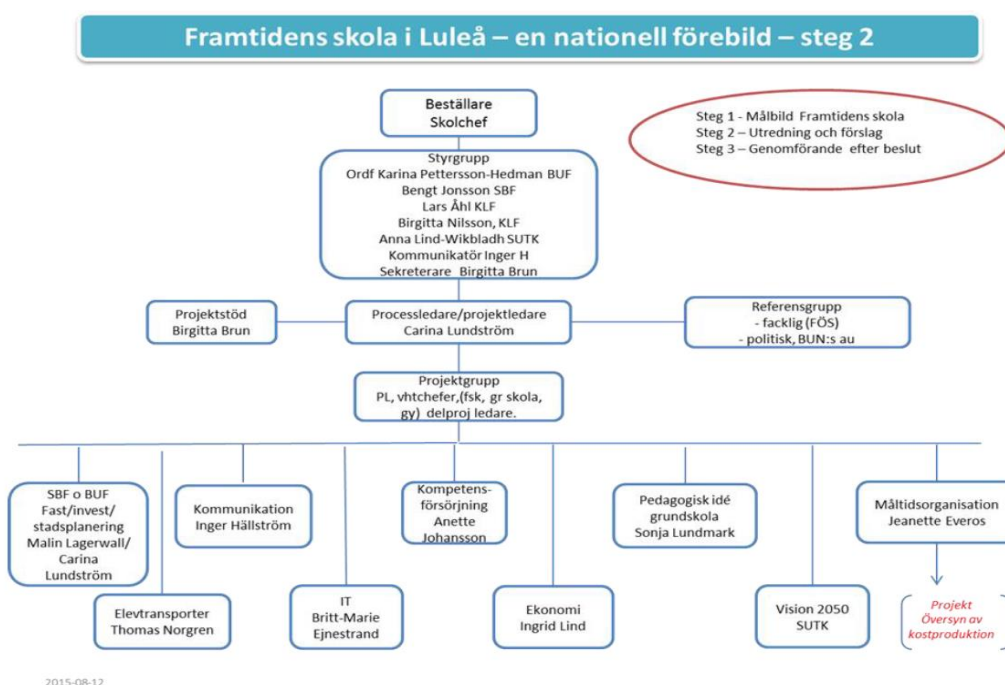 Framtidens skola i Luleå – en nationell förebild – steg 2
Beställare
Skolchef
Steg 1 - Målbild Framtidens skola
Steg 2 – Utredning och förslag
Steg 3 – Genomförande efter beslut
Styrgrupp
Ordf Karina Pettersson-Hedman BUF
Bengt Jonsson SBF
Lars Åhl KLF
Birgitta Nilsson, KLF
Anna Lind-Wikbladh SUTK
Kommunikatör Inger H
Sekreterare Birgitta Brun
Projektstöd
Birgitta Brun
Processledare/projektledare
Carina Lundström
Referensgrupp
- facklig (FÖS)
- politisk, BUN:s au
Projektgrupp
PL, vhtchefer,(fsk, gr skola,
gy) delproj ledare.
SBF o BUF
Fast/invest/
stadsplanering
Malin Lagerwall/
Carina
Lundström
Kommunikation
Inger Hällström
Kompetens-
försörjning
Anette
Johansson
Pedagogisk idé
grundskola
Sonja Lundmark
Måltidsorganisation
Jeanette Everos
Elevtransporter
Thomas Norgren
IT
Britt-Marie
Ejnestrand
Ekonomi
Ingrid Lind
Vision 2050
SUTK
Projekt
Översyn av
kostproduktion
2015-08-12